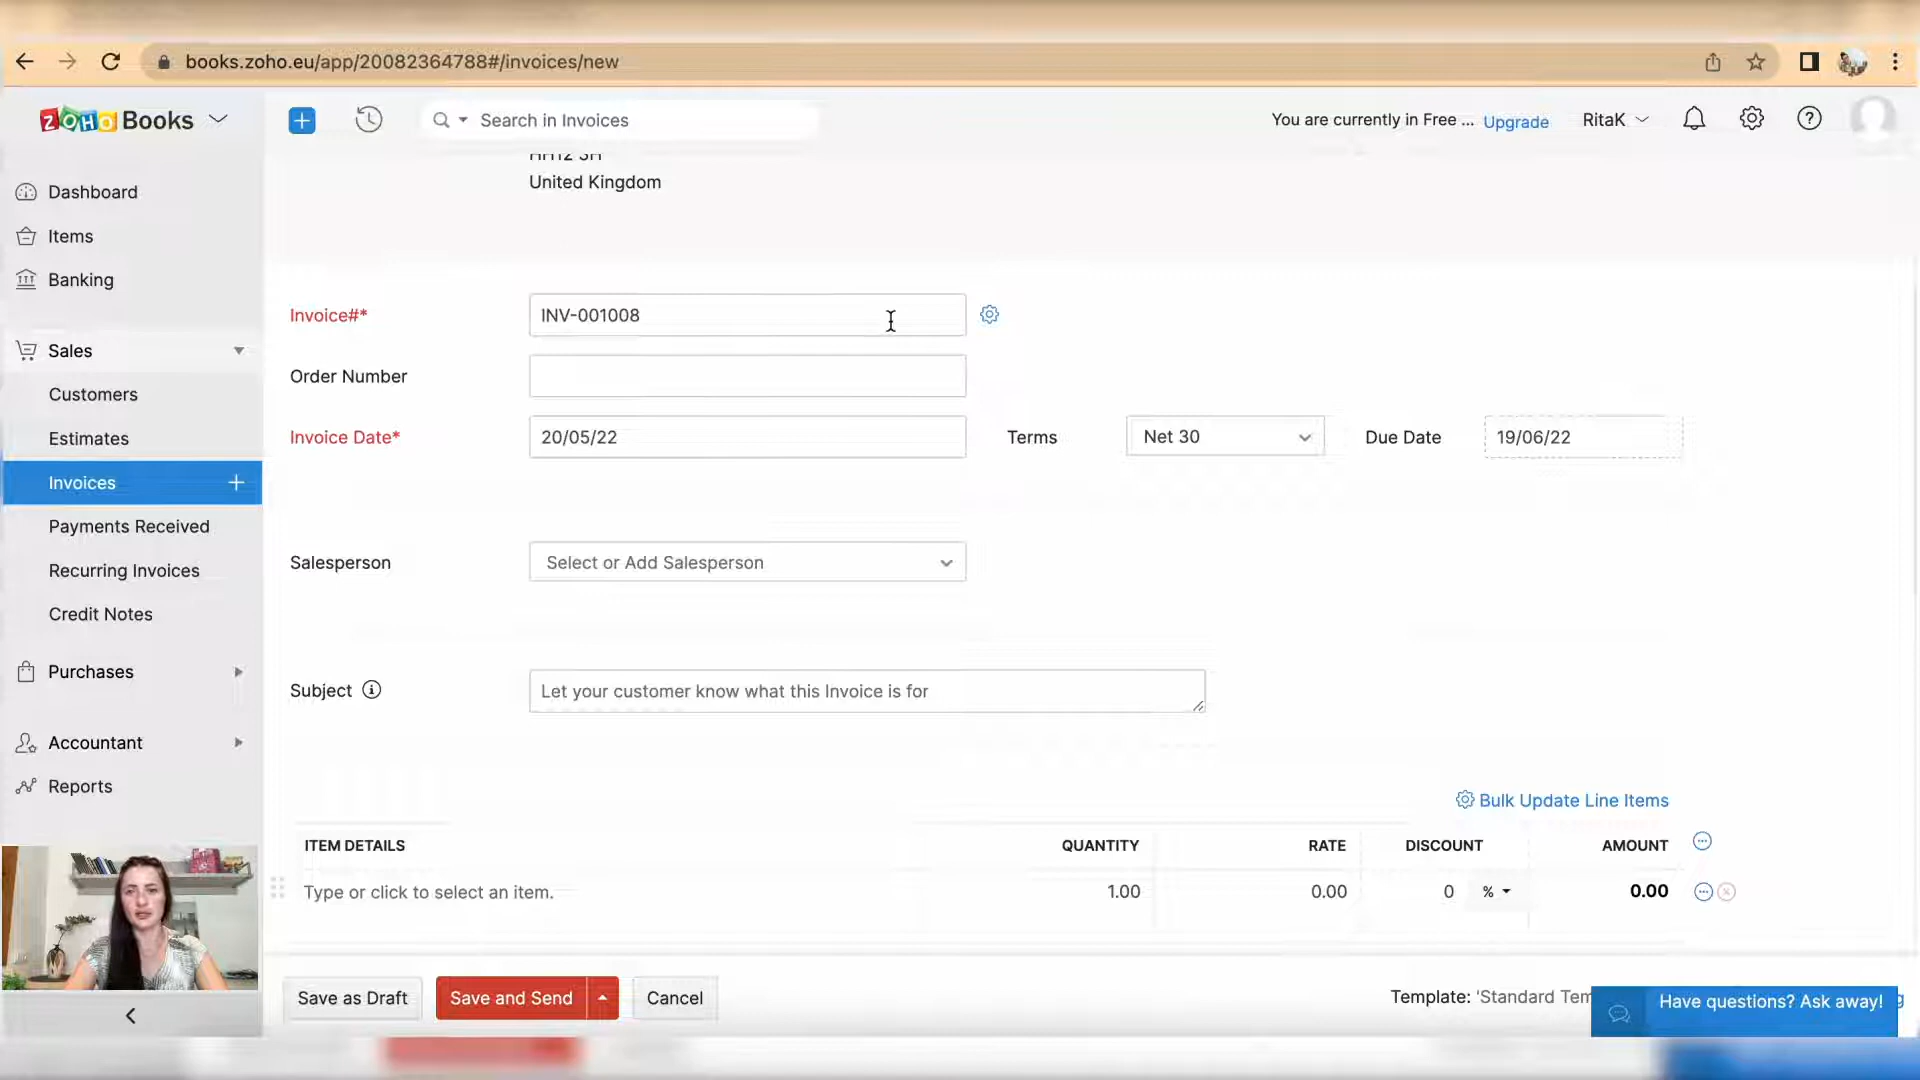 books.zoho.eu/app/20082364788#/invoices/new
ZOHO Books
Search in Invoices
You are currently in Free ... Upgrade
RitaK
Dashboard
Items
Banking
Sales
Customers
Estimates
Invoices
Payments Received
Recurring Invoices
Credit Notes
Purchases
Accountant
Reports
United Kingdom
Invoice#*
INV-001008
Order Number
Invoice Date*
20/05/22
Terms
Net 30
Due Date
19/06/22
Salesperson
Select or Add Salesperson
Subject
Let your customer know what this Invoice is for
Bulk Update Line Items
ITEM DETAILS QUANTITY RATE DISCOUNT AMOUNT
Type or click to select an item. 1.00 0.00 0 % 0.00
Save as Draft
Save and Send
Cancel
Template: 'Standard Tem
Have questions? Ask away!